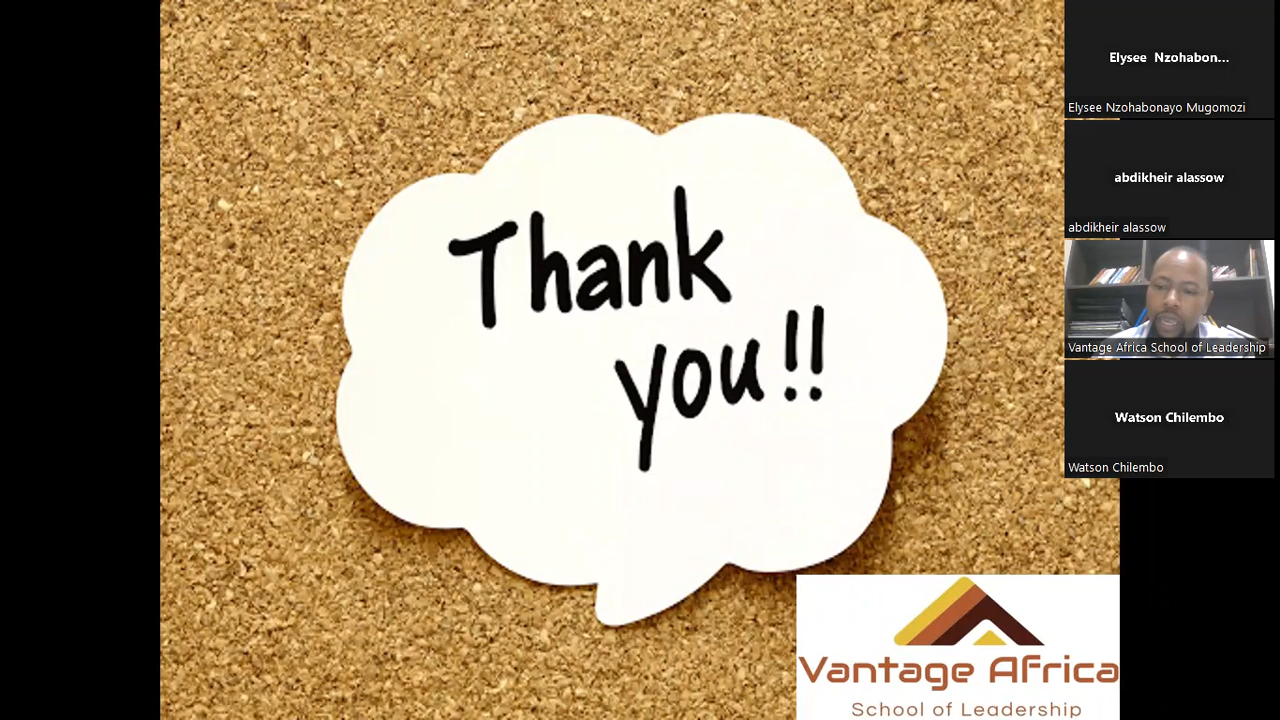 Thank
you!!
Vantage Africa
School of Leadership
Elysee Nzohabon...
Elysee Nzohabonayo Mugomozi
abdikheir alassow
abdikheir alassow
Vantage Africa School of Leadership
Watson Chilembo
Watson Chilembo